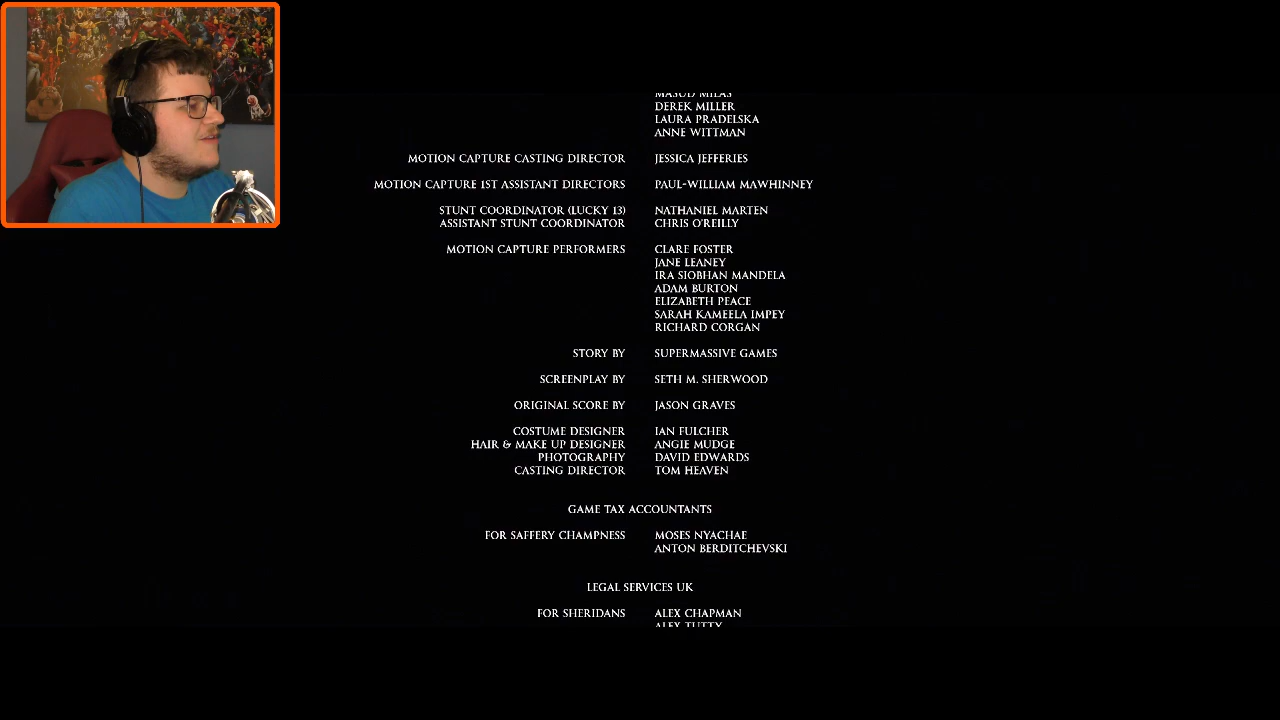 MASUD MILAS
DEREK MILLER
LAURA PRADELSKA
ANNE WITTMAN
MOTION CAPTURE CASTING DIRECTOR JESSICA JEFFERIES
MOTION CAPTURE 1ST ASSISTANT DIRECTORS PAUL-WILLIAM MAWHINNEY
STUNT COORDINATOR (LUCKY 13) NATHANIEL MARTEN
ASSISTANT STUNT COORDINATOR CHRIS O'REILLY
MOTION CAPTURE PERFORMERS CLARE FOSTER
JANE LEANEY
IRA SIOBHAN MANDELA
ADAM BURTON
ELIZABETH PEACE
SARAH KAMEELA IMPEY
RICHARD CORGAN
STORY BY SUPERMASSIVE GAMES
SCREENPLAY BY SETH M. SHERWOOD
ORIGINAL SCORE BY JASON GRAVES
COSTUME DESIGNER IAN FULCHER
HAIR & MAKE UP DESIGNER ANGIE MUDGE
PHOTOGRAPHY DAVID EDWARDS
CASTING DIRECTOR TOM HEAVEN
GAME TAX ACCOUNTANTS
FOR SAFFERY CHAMPNESS MOSES NYACHAE
ANTON BERDITCHEVSKI
LEGAL SERVICES UK
FOR SHERIDANS ALEX CHAPMAN
ALEX TUTTY